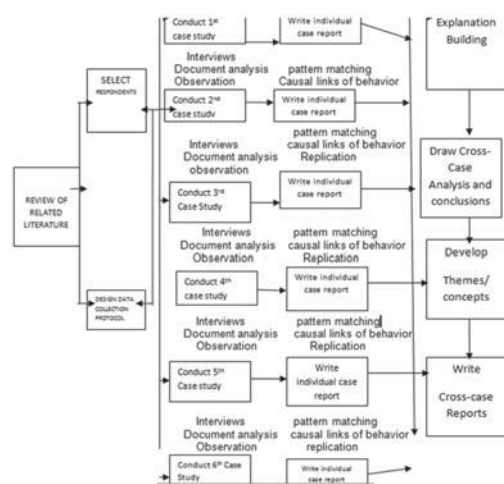 REVIEW OF
RELATED
LITERATURE
SELECT
RESPONDENTS
DESIGN DATA
COLLECTION
PROTOCOL
Conduct 1st
case study
Write individual
case report
Interviews
Document analysis
Observation
pattern matching
Causal links of behavior
Conduct 2nd
case study
Write individual
case report
Interviews
Document analysis
observation
pattern matching
causal links of behavior
Replication
Conduct 3rd
Case Study
Write individual
case report
Interviews
Document analysis
Observation
pattern matching
causal links of behavior
Replication
Conduct 4th
case study
Write individual
case report
Interviews
Document analysis
Observation
pattern matching
causal links of behavior
Replication
Conduct 5th
Case study
Write
individual case
report
Interviews
Document analysis
Observation
pattern matching
causal links of behavior
replication
Conduct 6th Case
Study
Write individual
case report
Explanation
Building
Draw Cross-
Case
Analysis and
conclusions
Develop
Themes/
concepts
Write
Cross-case
Reports